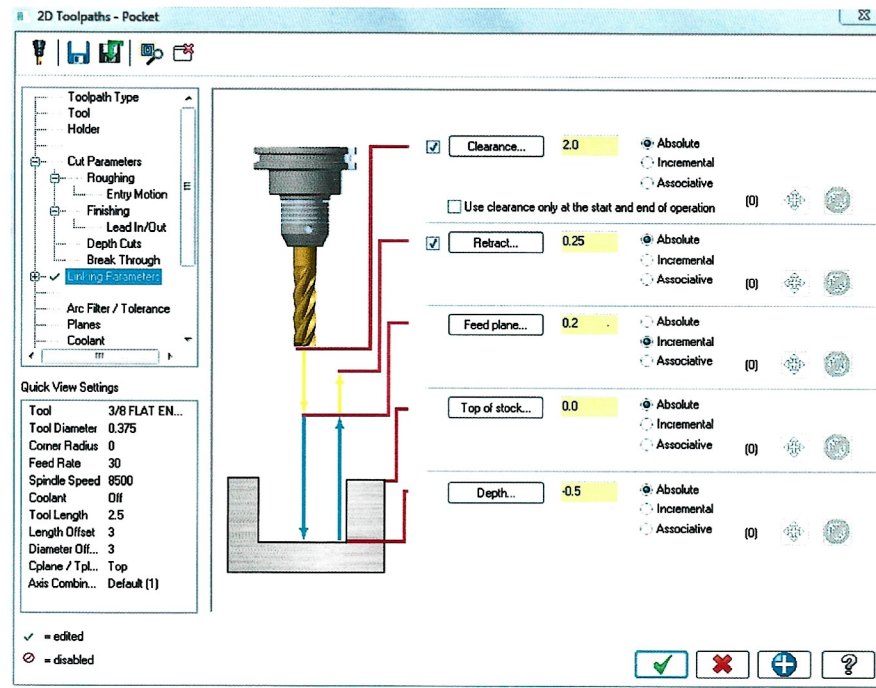 2D Toolpaths - Pocket
Toolpath Type
Tool
Holder
Cut Parameters
Roughing
Entry Motion
Finishing
Lead In/Out
Depth Cuts
Break Through
Linking Parameters
Arc Filter / Tolerance
Planes
Coolant
Quick View Settings
Tool 3/8 FLAT EN...
Tool Diameter 0.375
Corner Radius 0
Feed Rate 30
Spindle Speed 8500
Coolant Off
Tool Length 2.5
Length Offset 3
Diameter Off... 3
Cplane / Tpl... Top
Axis Combin... Default (1)
✓ = edited
= disabled
Clearance... 2.0 Absolute
Incremental
Associative
Use clearance only at the start and end of operation (0)
Retract... 0.25 Absolute
Incremental
Associative (0)
Feed plane... 0.2 Absolute
Incremental
Associative (0)
Top of stock... 0.0 Absolute
Incremental
Associative (0)
Depth... -0.5 Absolute
Incremental
Associative (0)
?